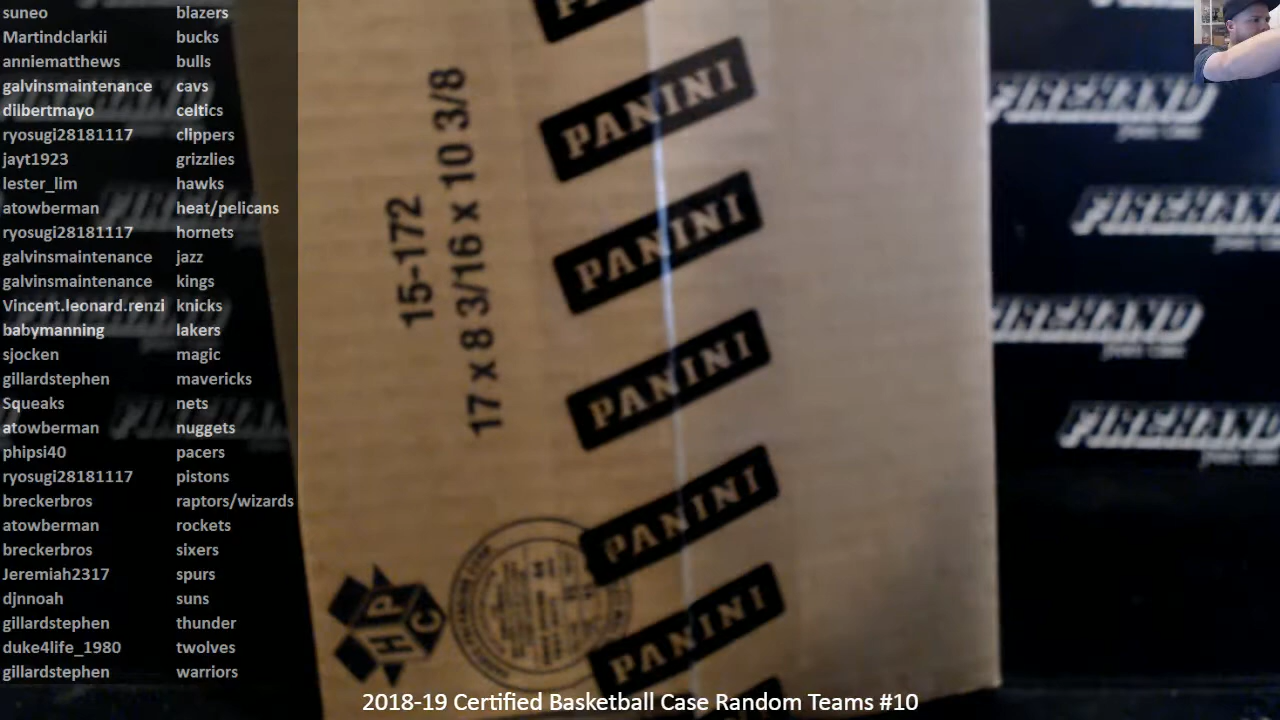 suneo blazers
Martindclarkii bucks
anniematthews bulls
galvinsmaintenance cavs
dilbertmayo celtics
ryosugi28181117 clippers
jayt1923 grizzlies
lester_lim hawks
atowberman heat/pelicans
ryosugi28181117 hornets
galvinsmaintenance jazz
galvinsmaintenance kings
Vincent.leonard.renzi knicks
babymanning lakers
sjocken magic
gillardstephen mavericks
Squeaks nets
atowberman nuggets
phipsi40 pacers
ryosugi28181117 pistons
breckerbros raptors/wizards
atowberman rockets
breckerbros sixers
Jeremiah2317 spurs
djnnoah suns
gillardstephen thunder
duke4life_1980 twolves
gillardstephen warriors
15-172
17 x 8 3/16 x 10 3/8
PANINI
PANINI
PANINI
PANINI
PANINI
HPC
FIREHAND
FIREHAND
FIREHAND
FIREHAND
2018-19 Certified Basketball Case Random Teams #10